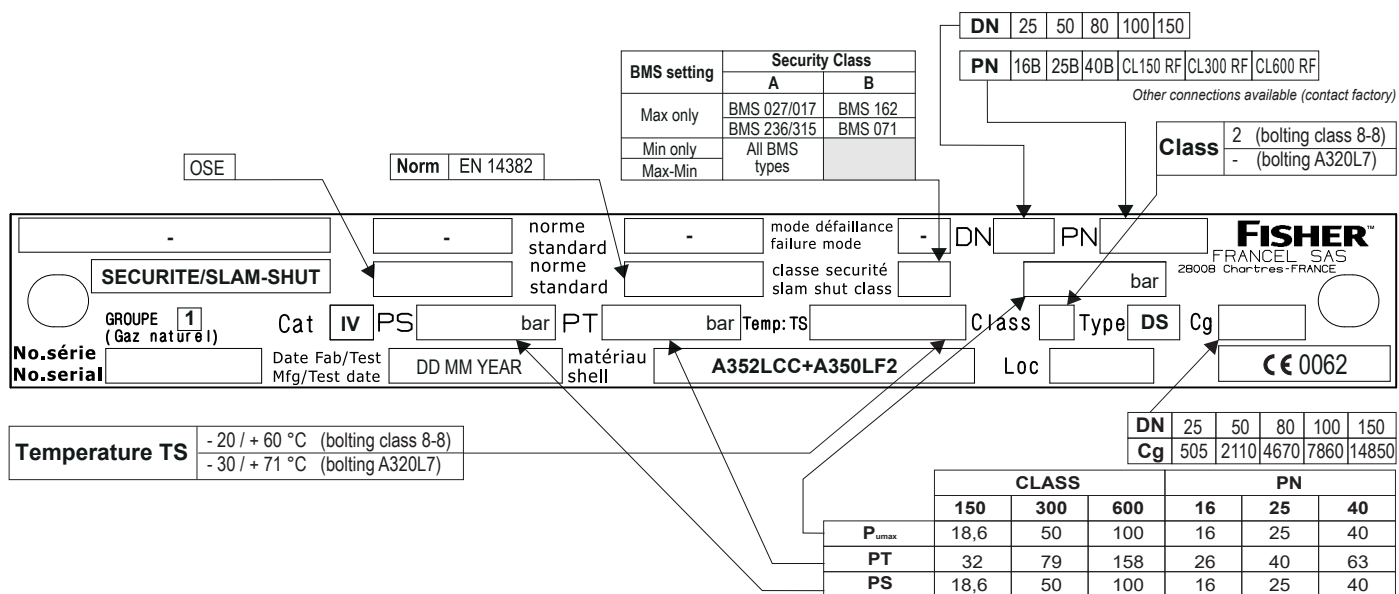 DN 25 50 80 100 150
PN 16B 25B 40B CL150 RF CL300 RF CL600 RF
Other connections available (contact factory)
BMS setting Security Class
A B
Max only BMS 027/017 BMS 162
BMS 236/315 BMS 071
Min only All BMS types
Max-Min
Class 2 (bolting class 8-8)
- (bolting A320L7)
OSE
Norm EN 14382
- - norme standard - mode défaillance failure mode - DN PN FISHER™
FRANCEL SAS
28008 Chartres-FRANCE
SECURITE/SLAM-SHUT norme standard classe securité slam shut class bar
GROUPE 1 (Gaz naturel) Cat IV PS bar PT bar Temp: TS Class Type DS Cg
No.série No.serial Date Fab/Test Mfg/Test date DD MM YEAR matériau shell A352LCC+A350LF2 Loc CE 0062
Temperature TS - 20 / + 60 °C (bolting class 8-8)
- 30 / + 71 °C (bolting A320L7)
DN 25 50 80 100 150
Cg 505 2110 4670 7860 14850
CLASS PN
150 300 600 16 25 40
Pumax 18,6 50 100 16 25 40
PT 32 79 158 26 40 63
PS 18,6 50 100 16 25 40